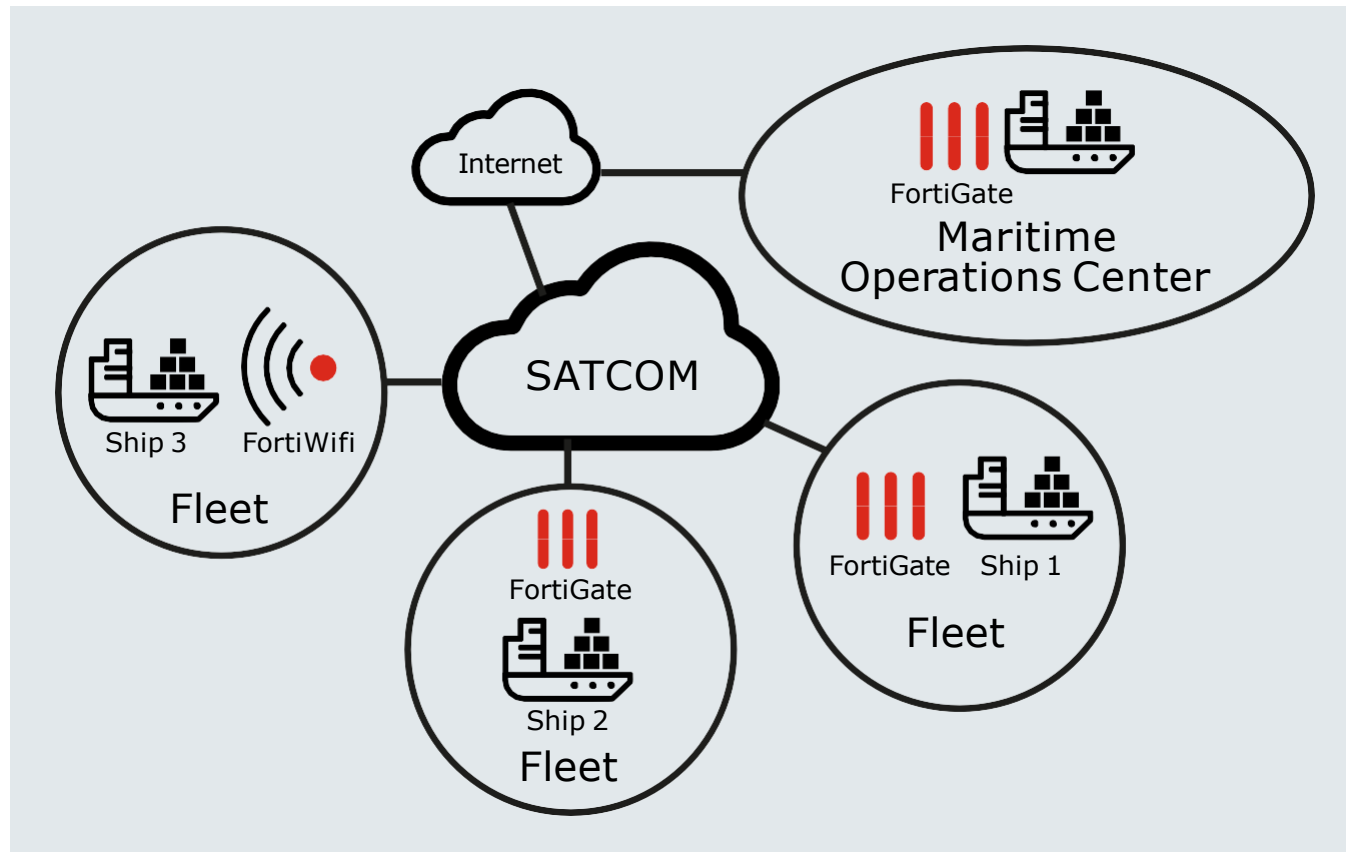 Internet
FortiGate
Maritime
Operations Center
SATCOM
Ship 3
FortiWifi
Fleet
FortiGate
Ship 2
Fleet
FortiGate
Ship 1
Fleet